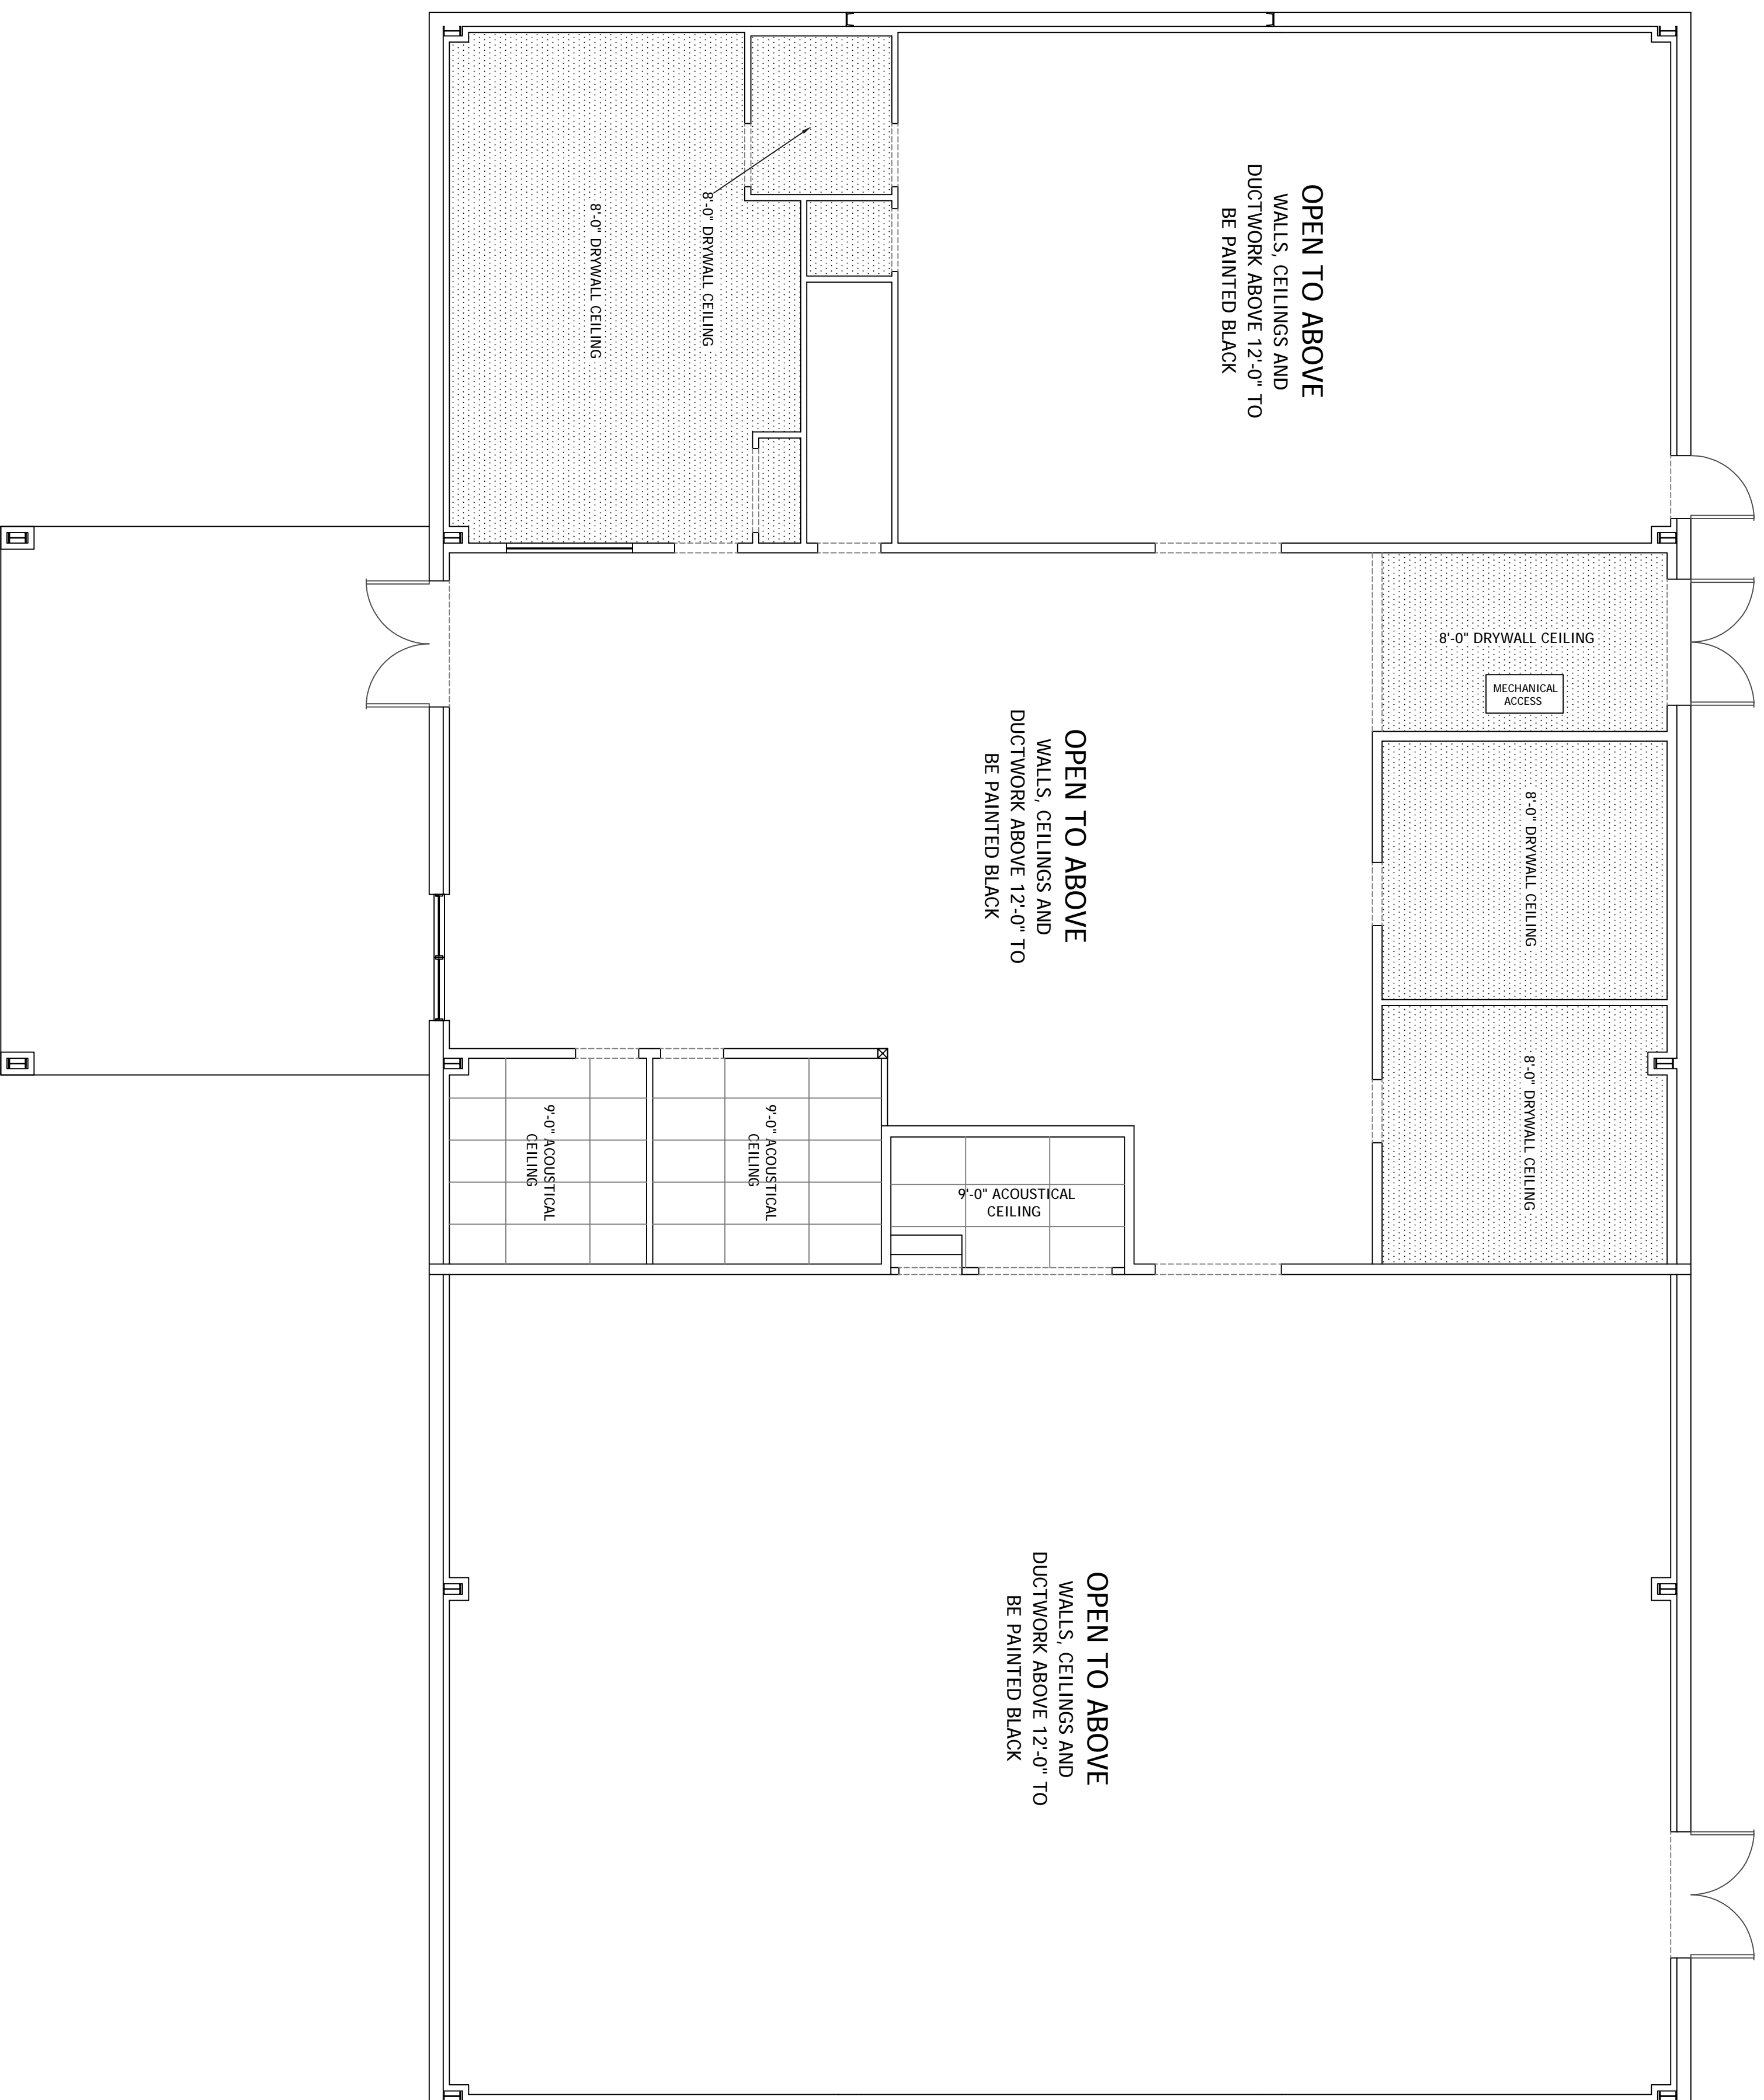 OPEN TO ABOVE
WALLS, CEILINGS AND
DUCTWORK ABOVE 12'-0" TO
BE PAINTED BLACK
8'-0" DRYWALL CEILING
8'-0" DRYWALL CEILING
8'-0" DRYWALL CEILING
MECHANICAL
ACCESS
8'-0" DRYWALL CEILING
8'-0" DRYWALL CEILING
OPEN TO ABOVE
WALLS, CEILINGS AND
DUCTWORK ABOVE 12'-0" TO
BE PAINTED BLACK
9'-0" ACOUSTICAL
CEILING
9'-0" ACOUSTICAL
CEILING
9'-0" ACOUSTICAL
CEILING
OPEN TO ABOVE
WALLS, CEILINGS AND
DUCTWORK ABOVE 12'-0" TO
BE PAINTED BLACK